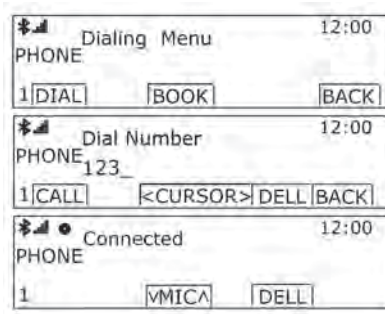 Dialing Menu 12:00
PHONE
1 DIAL BOOK BACK
Dial Number 12:00
PHONE
123_
1 CALL <CURSOR> DELL BACK
Connected 12:00
PHONE
1 VMICΛ DELL